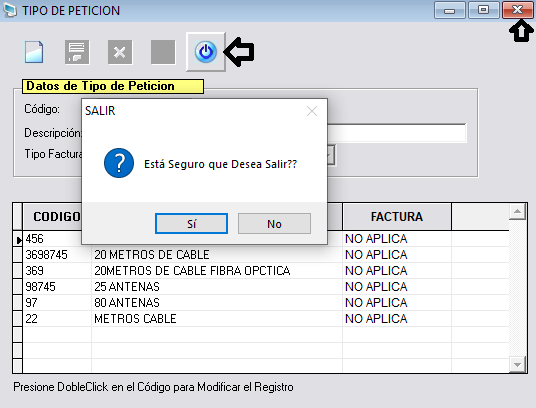 TIPO DE PETICION
Datos de Tipo de Peticion
Código:
SALIR
Descripción:
Está Seguro que Desea Salir??
Tipo Factura
Sí No
CODIGO FACTURA
456 NO APLICA
3698745 20 METROS DE CABLE NO APLICA
369 20METROS DE CABLE FIBRA OPCTICA NO APLICA
98745 25 ANTENAS NO APLICA
97 80 ANTENAS NO APLICA
22 METROS CABLE NO APLICA
Presione DobleClick en el Código para Modificar el Registro